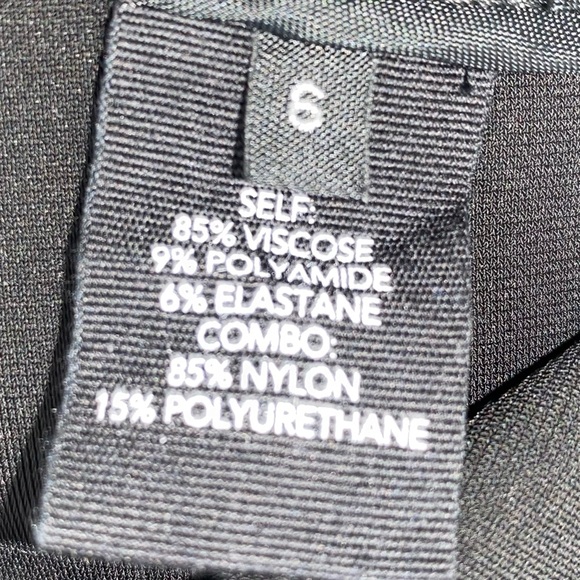 6
SELF:
85% VISCOSE
9% POLYAMIDE
6% ELASTANE
COMBO:
85% NYLON
15% POLYURETHANE